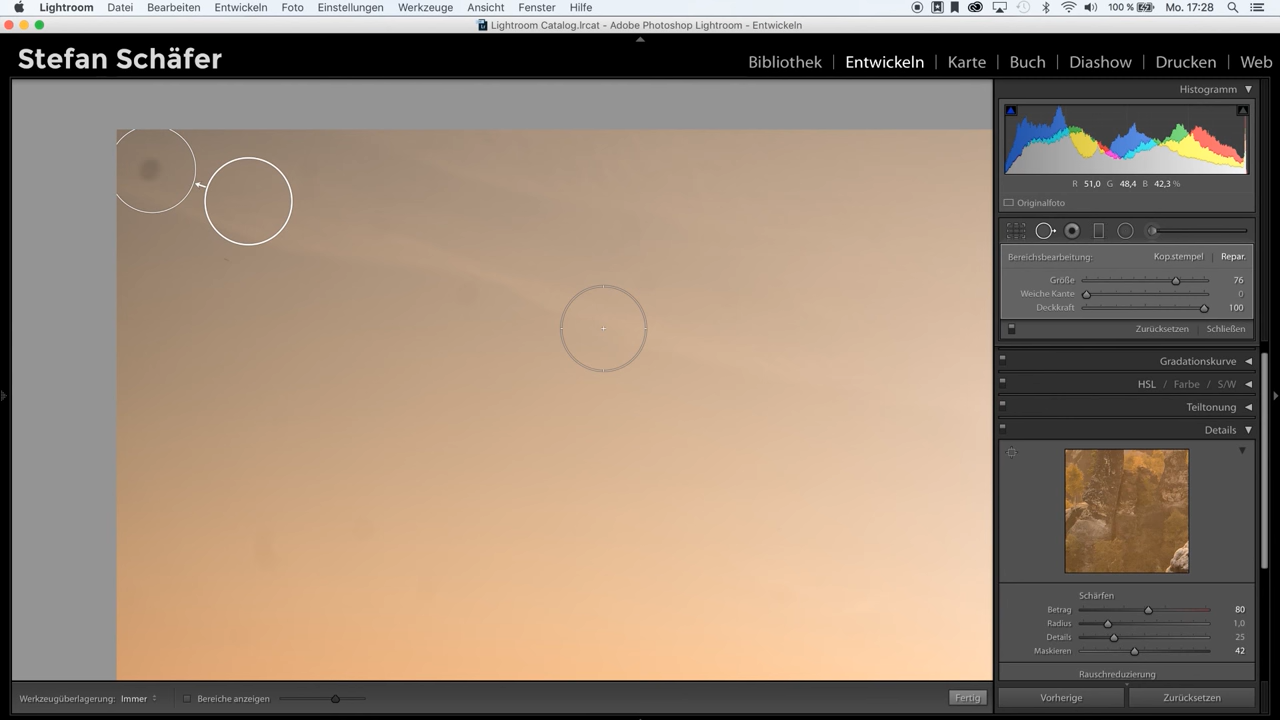 Lightroom Datei Bearbeiten Entwickeln Foto Einstellungen Werkzeuge Ansicht Fenster Hilfe 100 % Mo. 17:28
Lightroom Catalog.lrcat - Adobe Photoshop Lightroom - Entwickeln
Stefan Schäfer
Bibliothek Entwickeln Karte Buch Diashow Drucken Web
Histogramm
R 51,0 G 48,4 B 42,3 %
Originalfoto
Bereichsbearbeitung: Kop.stempel Repar.
Größe 76
Weiche Kante 0
Deckkraft 100
Zurücksetzen Schließen
Gradationskurve
HSL / Farbe / S/W
Teiltonung
Details
Schärfen
Betrag 80
Radius 1,0
Details 25
Maskieren 42
Rauschreduzierung
Werkzeugüberlagerung: Immer Bereiche anzeigen Fertig Vorherige Zurücksetzen